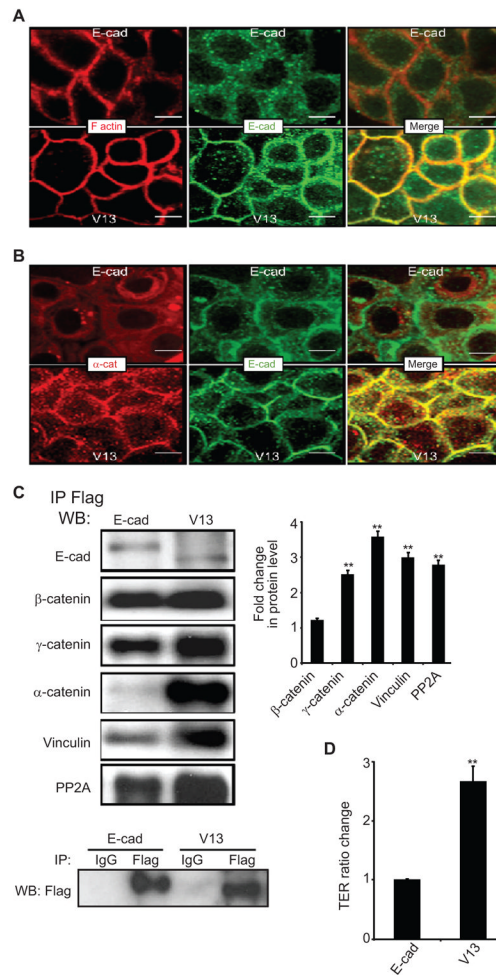 A
E-cad E-cad E-cad
F actin E-cad Merge
V13 V13 V13
B
E-cad E-cad E-cad
α-cat E-cad Merge
V13 V13 V13
C
IP Flag
WB: E-cad V13
E-cad
β-catenin
γ-catenin
α-catenin
Vinculin
PP2A
E-cad V13
IP: IgG Flag IgG Flag
WB: Flag
Fold change
in protein level
4
3
2
1
0
** ** ** **
β-catenin γ-catenin α-catenin Vinculin PP2A
D
TER ratio change
3
2
1
0
**
E-cad V13